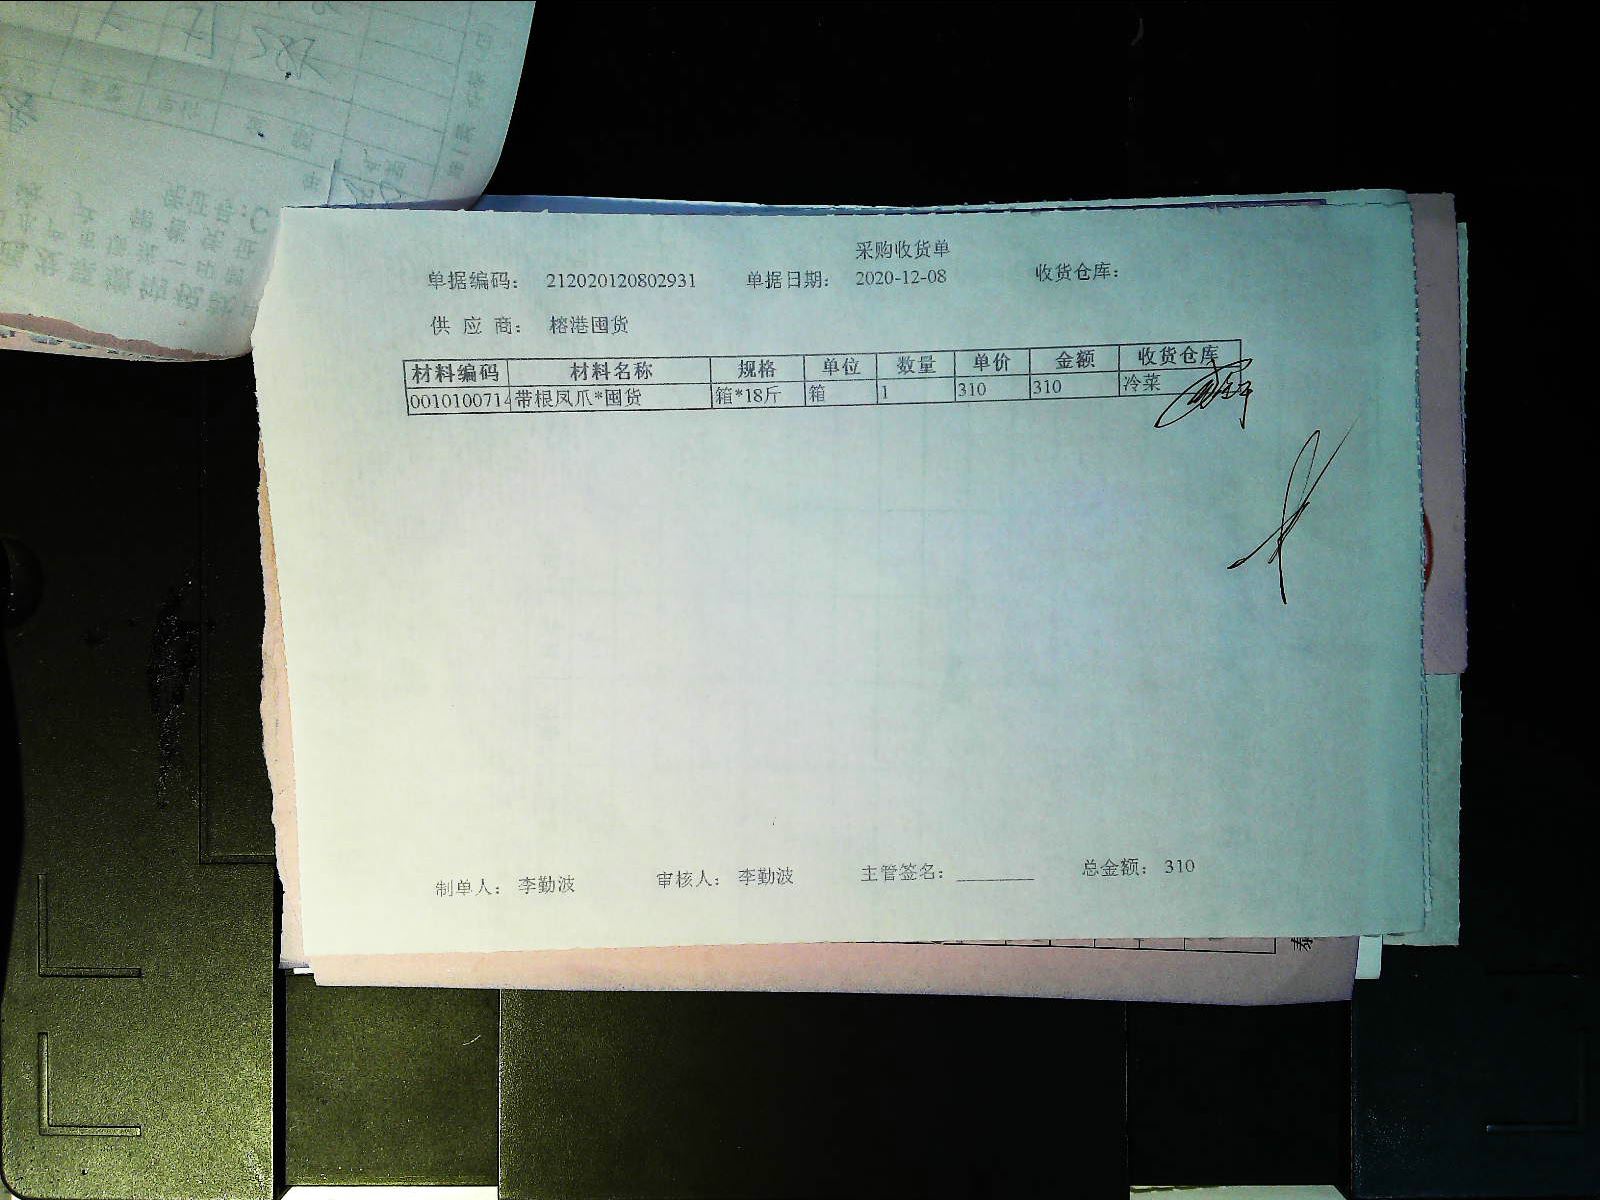 采购收货单
单据编码： 212020120802931 单据日期： 2020-12-08 收货仓库：
供 应 商： 榕港囤货
材料编码 材料名称 规格 单位 数量 单价 金额 收货仓库
0010100714 带根凤爪*囤货 箱*18斤 箱 1 310 310 冷菜
制单人： 李勤波 审核人： 李勤波 主管签名：________ 总金额： 310